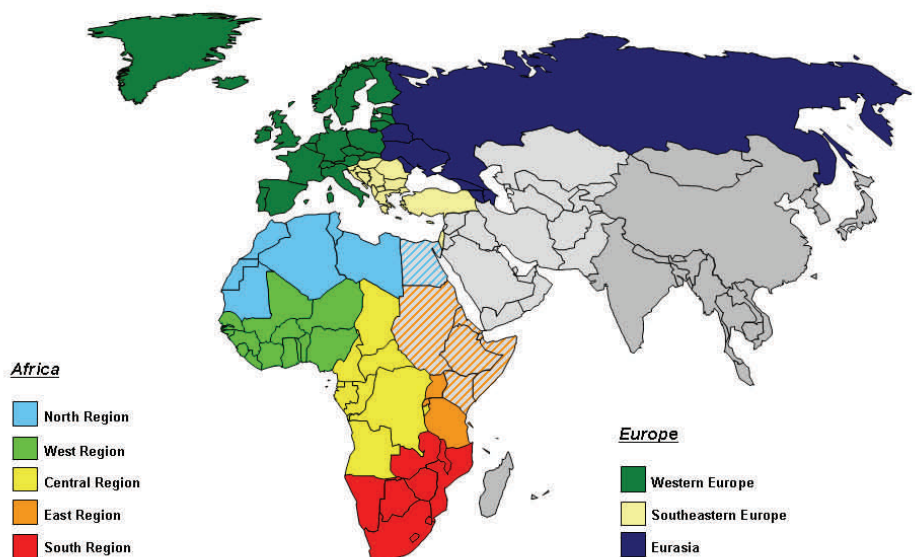 Africa
North Region
West Region
Central Region
East Region
South Region
Europe
Western Europe
Southeastern Europe
Eurasia